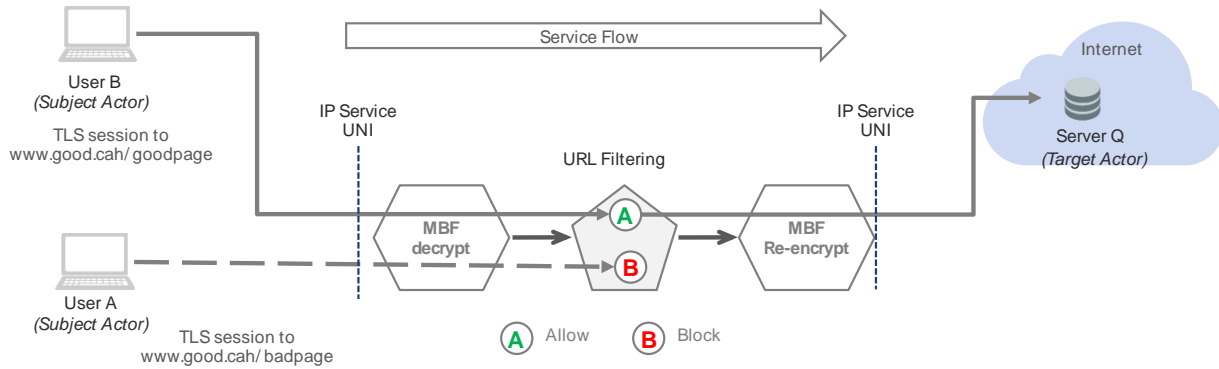 Service Flow
Internet
User B
(Subject Actor)
TLS session to
www.good.cah/ goodpage
IP Service
UNI
IP Service
UNI
Server Q
(Target Actor)
URL Filtering
A
MBF
decrypt
MBF
Re-encrypt
B
User A
(Subject Actor)
TLS session to
www.good.cah/ badpage
A Allow
B Block